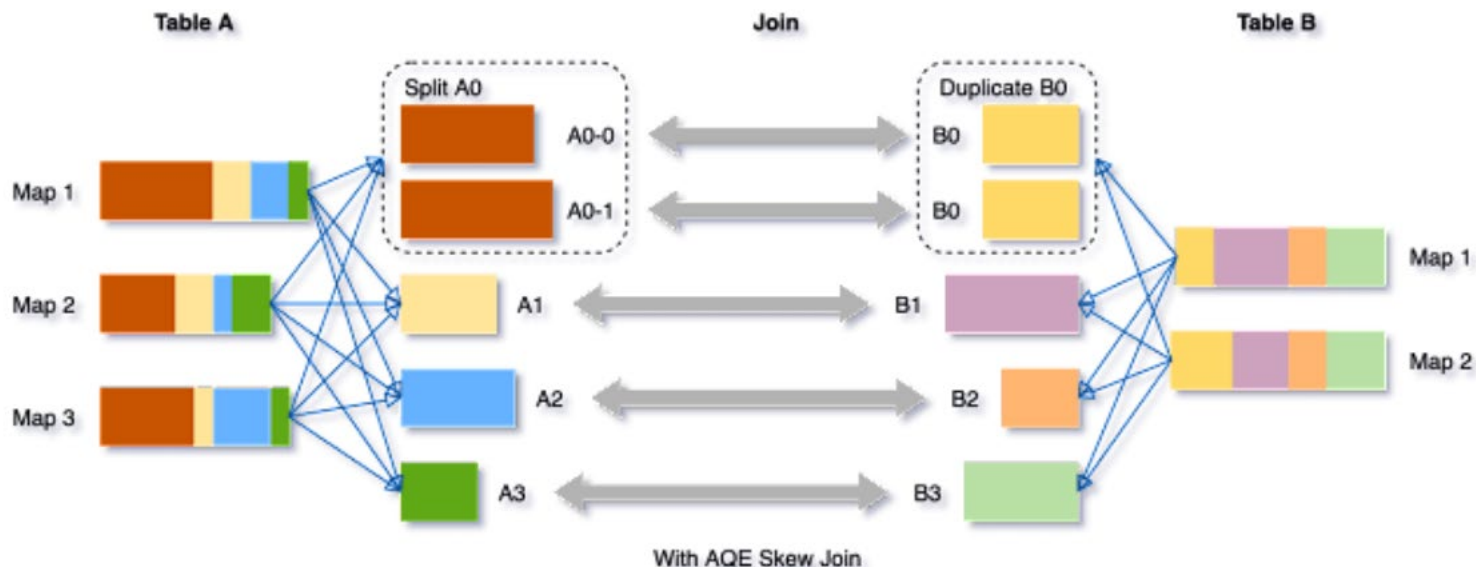 Table A
Join
Table B
Split A0
Duplicate B0
A0-0
B0
Map 1
A0-1
B0
Map 1
Map 2
A1
B1
Map 2
Map 3
A2
B2
A3
B3
With AQE Skew Join